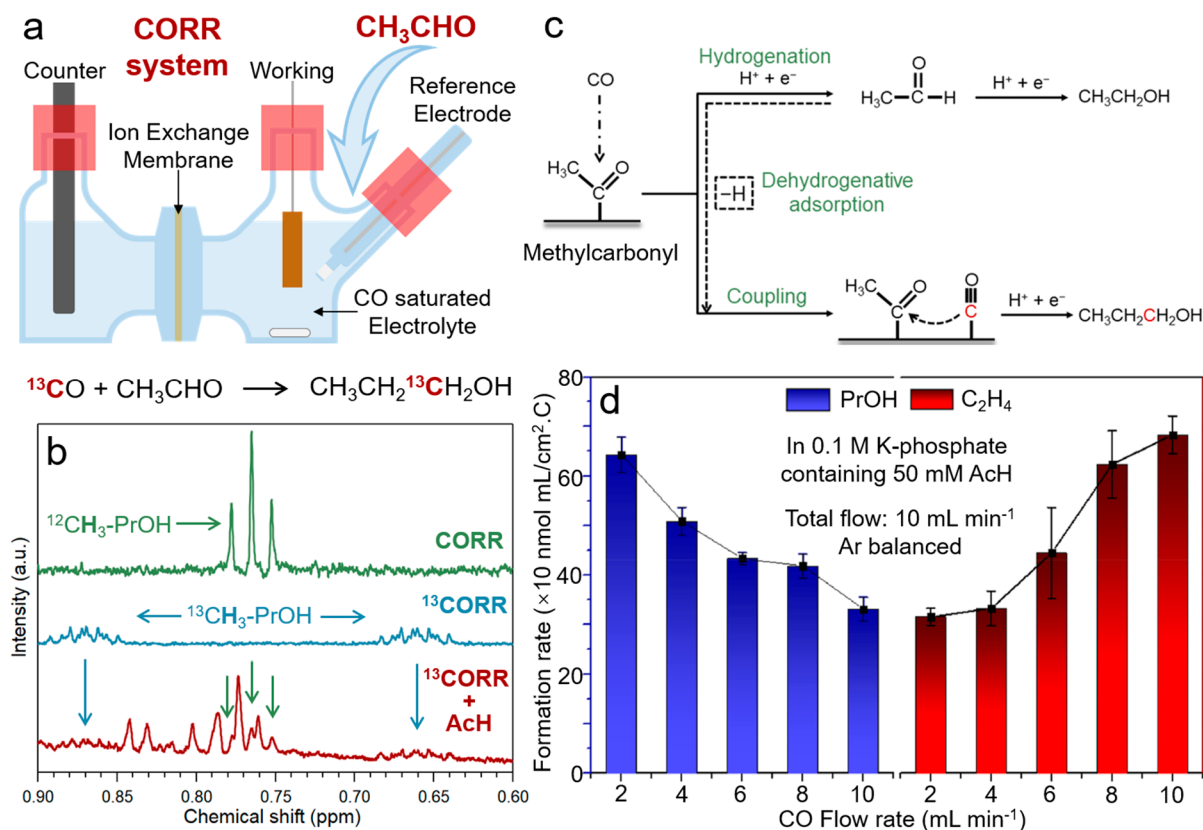 a
CORR
system
CH₃CHO
Counter
Working
Reference
Electrode
Ion Exchange
Membrane
CO saturated
Electrolyte
¹³CO + CH₃CHO → CH₃CH₂¹³CH₂OH
b
¹²CH₃-PrOH
CORR
¹³CH₃-PrOH
¹³CORR
¹³CORR
+
AcH
Intensity (a.u.)
0.90 0.85 0.80 0.75 0.70 0.65 0.60
Chemical shift (ppm)
c
CO
Hydrogenation
H⁺ + e⁻
O
H₃C C H
H⁺ + e⁻
CH₃CH₂OH
H₃C O
C
Methylcarbonyl
−H
Dehydrogenative
adsorption
Coupling
H₃C O O
C C
H⁺ + e⁻
CH₃CH₂CH₂OH
d
PrOH
C₂H₄
In 0.1 M K-phosphate
containing 50 mM AcH
Total flow: 10 mL min⁻¹
Ar balanced
Formation rate (×10 nmol mL/cm².C)
80
60
40
20
0
2 4 6 8 10 2 4 6 8 10
CO Flow rate (mL min⁻¹)